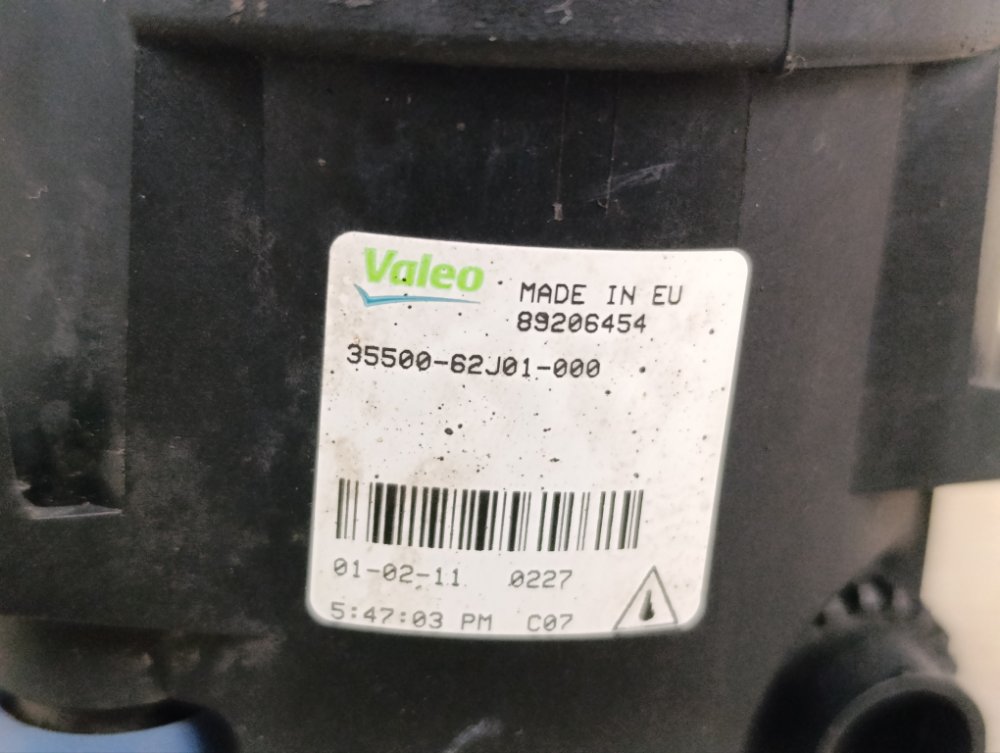 Valeo
MADE IN EU
89206454
35500-62J01-000
01-02-11 0227
5:47:03 PM C07